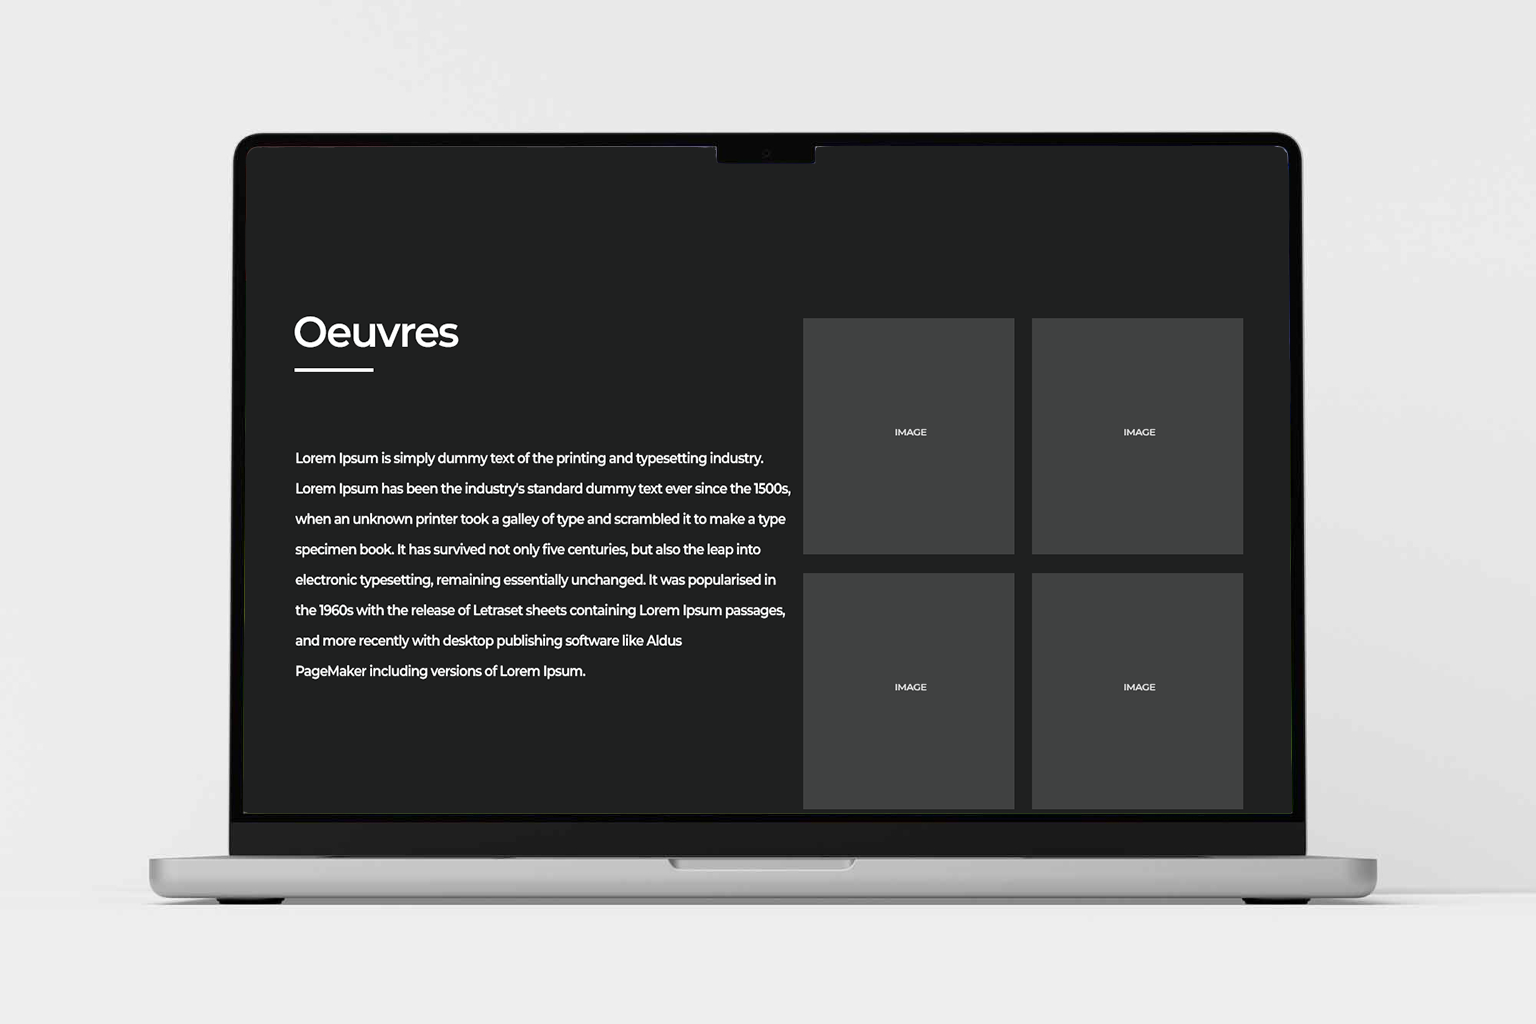 Oeuvres
Lorem Ipsum is simply dummy text of the printing and typesetting industry.
Lorem Ipsum has been the industry's standard dummy text ever since the 1500s,
when an unknown printer took a galley of type and scrambled it to make a type
specimen book. It has survived not only five centuries, but also the leap into
electronic typesetting, remaining essentially unchanged. It was popularised in
the 1960s with the release of Letraset sheets containing Lorem Ipsum passages,
and more recently with desktop publishing software like Aldus
PageMaker including versions of Lorem Ipsum.
IMAGE
IMAGE
IMAGE
IMAGE